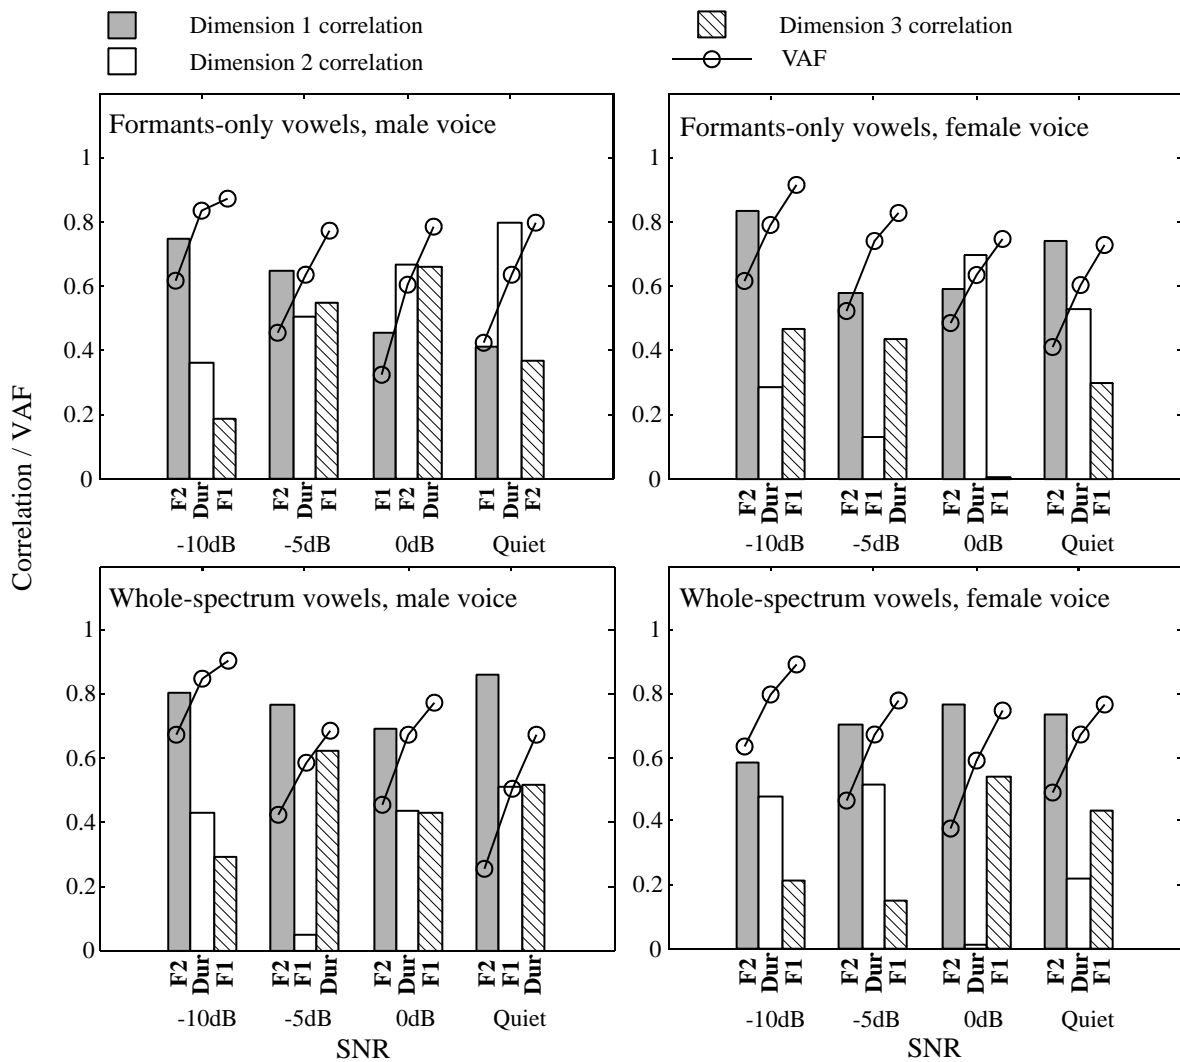 Dimension 1 correlation
Dimension 2 correlation
Dimension 3 correlation
VAF
Correlation / VAF
Formants-only vowels, male voice
1
0.8
0.6
0.4
0.2
0
F2 Dur F1 F2 Dur F1 F1 F2 Dur F1 Dur F2
-10dB -5dB 0dB Quiet
Formants-only vowels, female voice
1
0.8
0.6
0.4
0.2
0
F2 Dur F1 F2 F1 Dur F2 Dur F1 F2 Dur F1
-10dB -5dB 0dB Quiet
Whole-spectrum vowels, male voice
1
0.8
0.6
0.4
0.2
0
F2 Dur F1 F2 F1 Dur F2 Dur F1 F2 F1 Dur
-10dB -5dB 0dB Quiet
SNR
Whole-spectrum vowels, female voice
1
0.8
0.6
0.4
0.2
0
F2 Dur F1 F2 Dur F1 F2 Dur F1 F2 Dur F1
-10dB -5dB 0dB Quiet
SNR